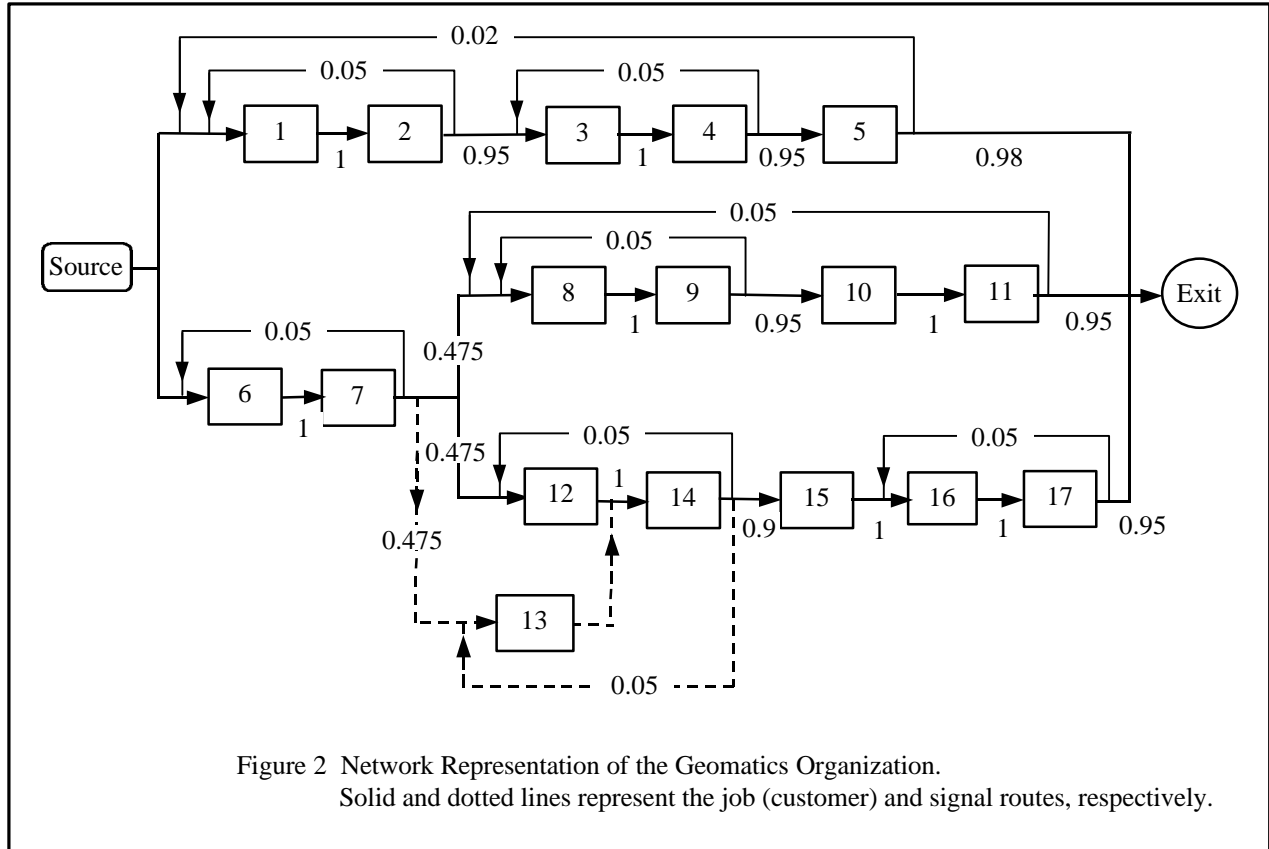 0.02
0.05 0.05
1 2 3 4 5
1 0.95 1 0.95 0.98
0.05
0.05
Source
8 9 10 11 Exit
1 0.95 1 0.95
0.05
0.475
6 7
1
0.475 0.05 0.05
1
12 14 15 16 17
0.9 1 1 0.95
0.475
13
0.05
Figure 2 Network Representation of the Geomatics Organization.
Solid and dotted lines represent the job (customer) and signal routes, respectively.